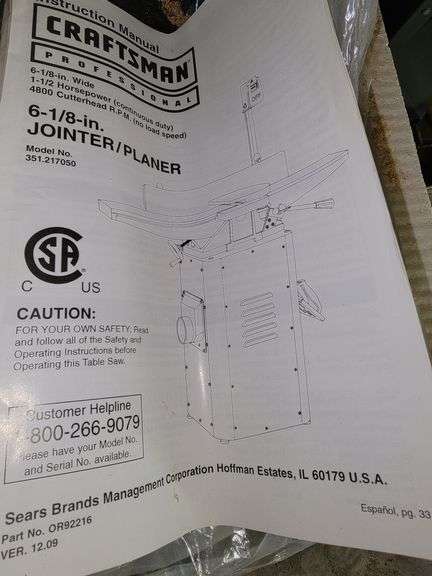 Instruction Manual
CRAFTSMAN
PROFESSIONAL
6-1/8-in. Wide
1-1/2 Horsepower (continuous duty)
4800 Cutterhead R.P.M. (no load speed)
6-1/8-in.
JOINTER/PLANER
Model No.
351.217050
OFF
CSA
C US
CAUTION:
FOR YOUR OWN SAFETY, Read
and follow all of the Safety and
Operating Instructions before
Operating this Table Saw.
Customer Helpline
-800-266-9079
Please have your Model No.
and Serial No. available.
Sears Brands Management Corporation Hoffman Estates, IL 60179 U.S.A.
Part No. OR92216
VER. 12.09
Español, pg. 33